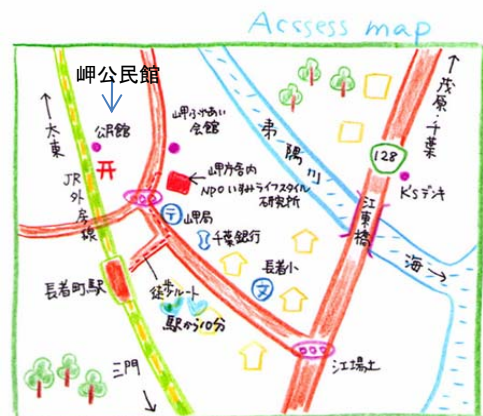 Accsess map
岬公民館
↑
太東
公民館
岬ふれあい
会館
夷隅川
↑
茂原・千葉
128
K'sデンキ
JR外房線
岬庁舎内
NPOいすみライフスタイル
研究所
〒岬局
千葉銀行
江東橋
海→
長者小
文
長者町駅
徒歩ルート
駅から10分
三門
↓
江場土